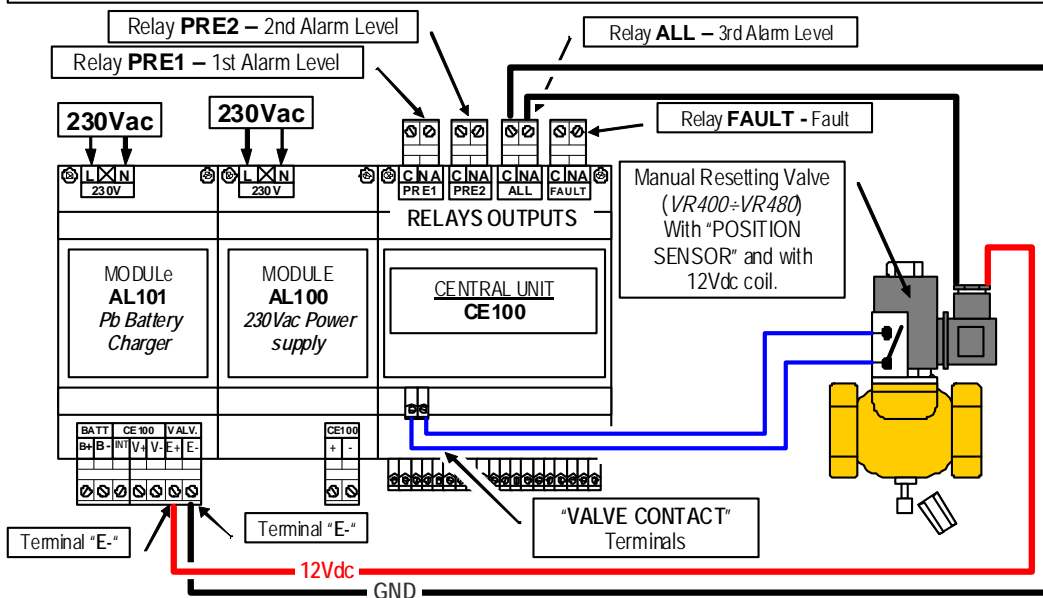 Relay PRE2 – 2nd Alarm Level
Relay ALL – 3rd Alarm Level
Relay PRE1 – 1st Alarm Level
230Vac
230Vac
Relay FAULT - Fault
L N
230V
L N
230V
C NA
PRE1
C NA
PRE2
C NA
ALL
C NA
FAULT
RELAYS OUTPUTS
Manual Resetting Valve
(VR400÷VR480)
With "POSITION
SENSOR" and with
12Vdc coil.
MODULe
AL101
Pb Battery
Charger
MODULE
AL100
230Vac Power
supply
CENTRAL UNIT
CE100
BATT CE100 VALV.
B+ B- INT V+ V- E+ E-
CE100
+ -
Terminal "E-"
Terminal "E-"
"VALVE CONTACT"
Terminals
12Vdc
GND